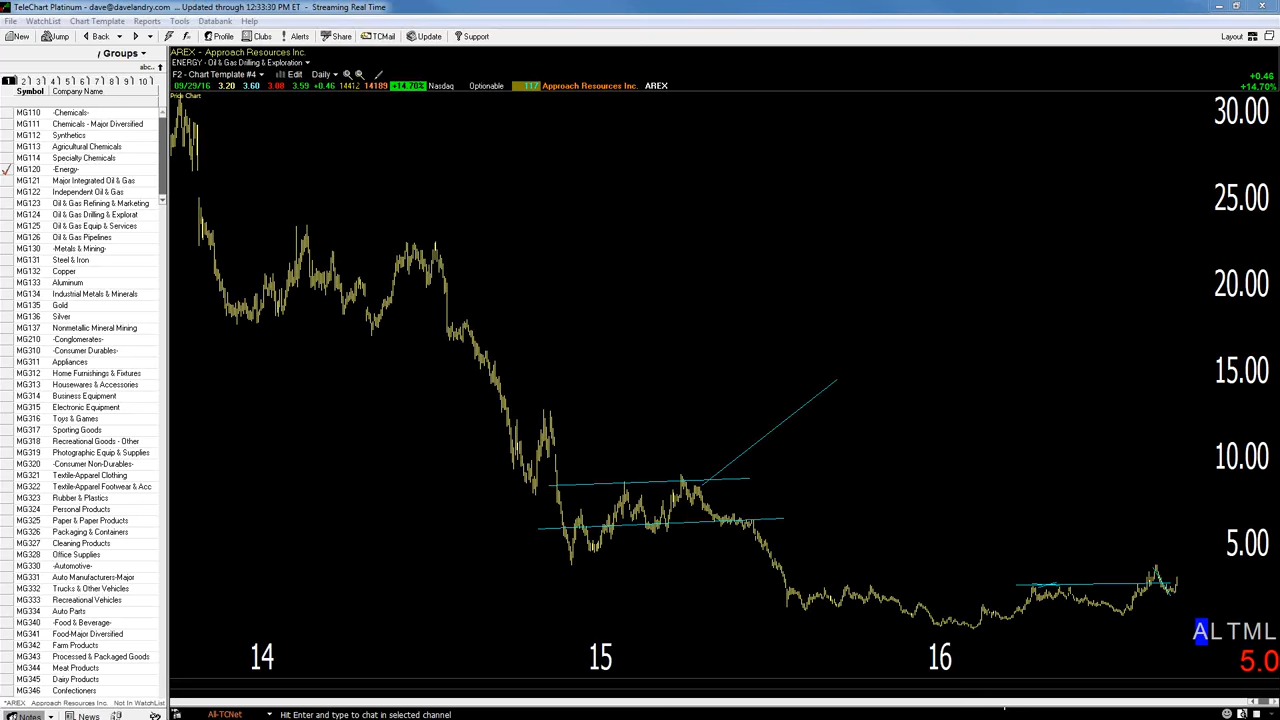 TeleChart Platinum - dave@davelandry.com ... Updated through 12:33:30 PM ET - Streaming Real Time
File WatchList Chart Template Reports Tools Databank Help
New Jump Back Profile Clubs Alerts Share TCMail Update Support Layout
Groups
AREX - Approach Resources Inc.
ENERGY - Oil & Gas Drilling & Exploration
abc..
F2 - Chart Template #4 Edit Daily
+0.46
1 2 3 4 5 6 7 8 9 10
09/29/16 3.20 3.60 3.08 3.59 +0.46 14412 14189 +14.70% Nasdaq Optionable 117 Approach Resources Inc. AREX
+14.70%
Symbol Company Name
Price Chart
MG110 -Chemicals-
MG111 Chemicals - Major Diversified
MG112 Synthetics
MG113 Agricultural Chemicals
MG114 Specialty Chemicals
MG120 -Energy-
MG121 Major Integrated Oil & Gas
MG122 Independent Oil & Gas
MG123 Oil & Gas Refining & Marketing
MG124 Oil & Gas Drilling & Explorat
MG125 Oil & Gas Equip & Services
MG126 Oil & Gas Pipelines
MG130 -Metals & Mining-
MG131 Steel & Iron
MG132 Copper
MG133 Aluminum
MG134 Industrial Metals & Minerals
MG135 Gold
MG136 Silver
MG137 Nonmetallic Mineral Mining
MG210 -Conglomerates-
MG310 -Consumer Durables-
MG311 Appliances
MG312 Home Furnishings & Fixtures
MG313 Housewares & Accessories
MG314 Business Equipment
MG315 Electronic Equipment
MG316 Toys & Games
MG317 Sporting Goods
MG318 Recreational Goods - Other
MG319 Photographic Equip & Supplies
MG320 -Consumer Non-Durables-
MG321 Textile-Apparel Clothing
MG322 Textile-Apparel Footwear & Acc
MG323 Rubber & Plastics
MG324 Personal Products
MG325 Paper & Paper Products
MG326 Packaging & Containers
MG327 Cleaning Products
MG328 Office Supplies
MG330 -Automotive-
MG331 Auto Manufacturers-Major
MG332 Trucks & Other Vehicles
MG333 Recreational Vehicles
MG334 Auto Parts
MG340 -Food & Beverage-
MG341 Food-Major Diversified
MG342 Farm Products
MG343 Processed & Packaged Goods
MG344 Meat Products
MG345 Dairy Products
MG346 Confectioners
30.00
25.00
20.00
15.00
10.00
5.00
A L T M L
5.0
14 15 16
*AREX Approach Resources Inc. Not In WatchList
Notes News
All-TCNet Hit Enter and type to chat in selected channel